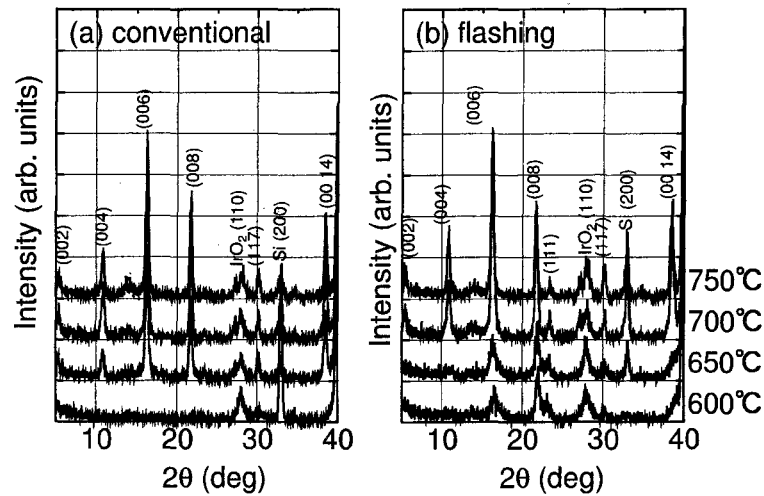 (a) conventional
(b) flashing
Intensity (arb. units)
(002)
(004)
(006)
(008)
IrO₂ (110)
(117)
Si (200)
(00 14)
10
20
30
40
2θ (deg)
Intensity (arb. units)
(002)
(004)
(006)
(008)
(111)
IrO₂ (110)
(117)
Si (200)
(00 14)
750℃
700℃
650℃
600℃
10
20
30
40
2θ (deg)